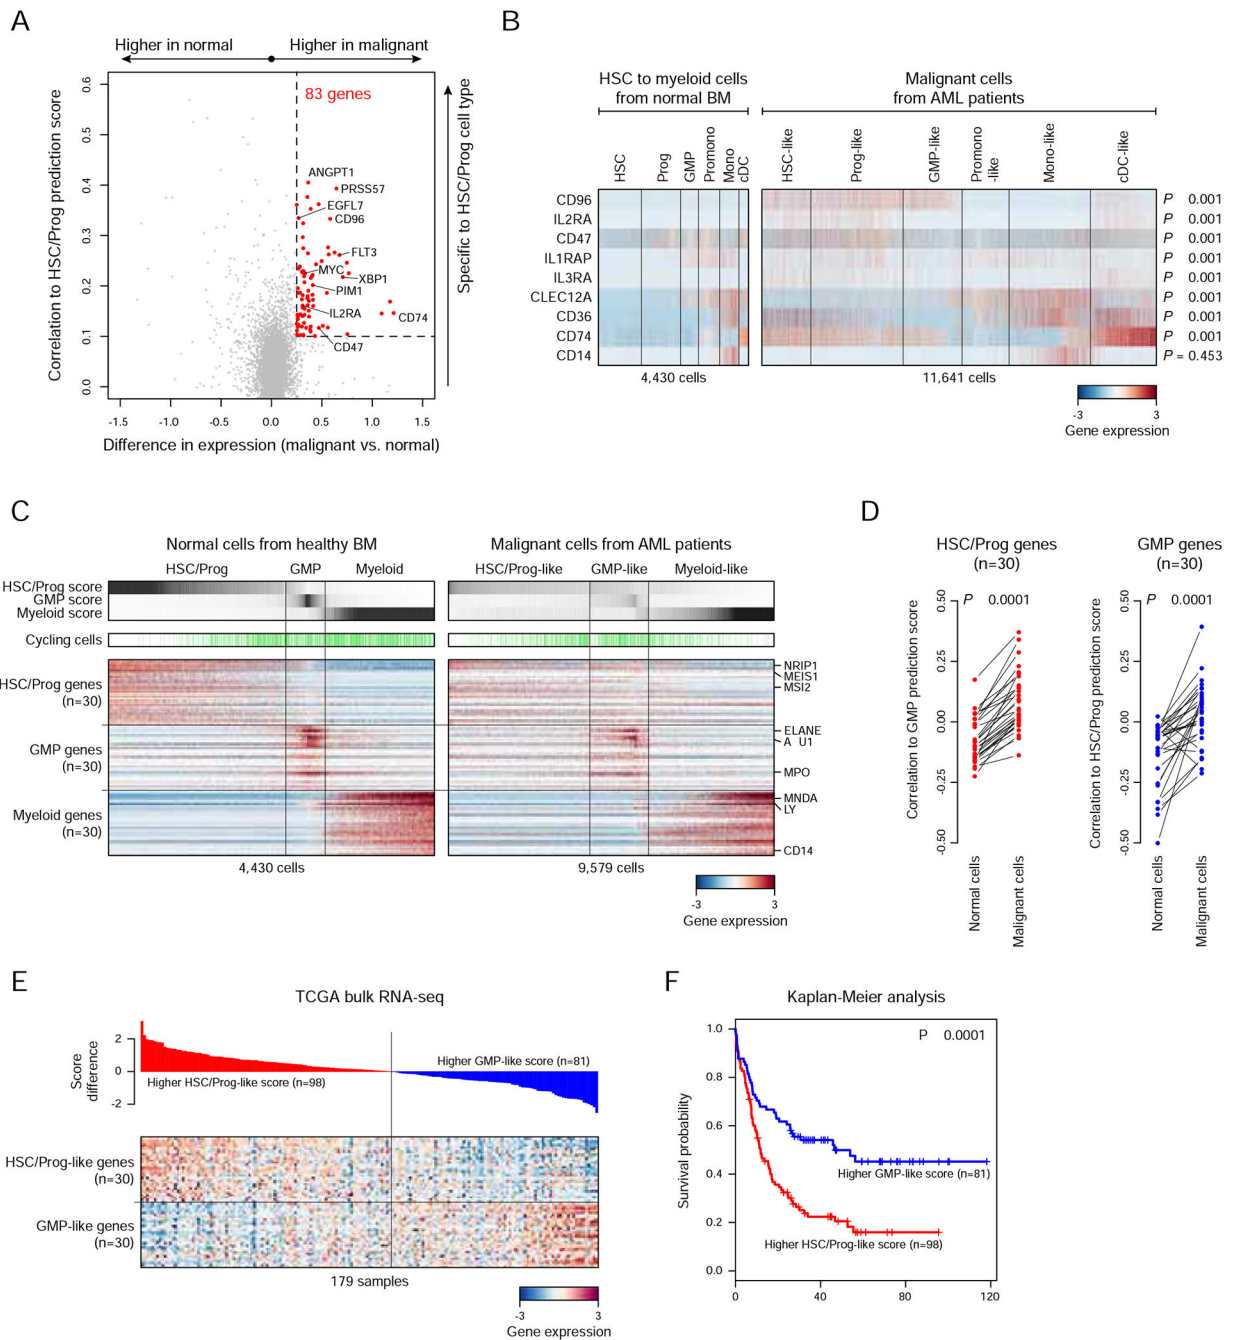 A
Higher in normal
Higher in malignant
83 genes
Correlation to HSC/Prog prediction score
0.6
0.5
0.4
0.3
0.2
0.1
0.0
ANGPT1
PRSS57
EGFL7
CD96
FLT3
MYC
XBP1
PIM1
IL2RA
CD74
CD47
Specific to HSC/Prog cell type
-1.5
-1.0
-0.5
0.0
0.5
1.0
1.5
Difference in expression (malignant vs. normal)
B
HSC to myeloid cells
from normal BM
Malignant cells
from AML patients
HSC
Prog
GMP
Promono
Mono
cDC
HSC-like
Prog-like
GMP-like
Promono
-like
Mono-like
cDC-like
CD96
P 0.001
IL2RA
P 0.001
CD47
P 0.001
IL1RAP
P 0.001
IL3RA
P 0.001
CLEC12A
P 0.001
CD36
P 0.001
CD74
P 0.001
CD14
P = 0.453
4,430 cells
11,641 cells
-3
3
Gene expression
C
Normal cells from healthy BM
Malignant cells from AML patients
HSC/Prog
GMP
Myeloid
HSC/Prog-like
GMP-like
Myeloid-like
HSC/Prog score
GMP score
Myeloid score
Cycling cells
HSC/Prog genes
(n=30)
GMP genes
(n=30)
Myeloid genes
(n=30)
NRIP1
MEIS1
MSI2
ELANE
A U1
MPO
MNDA
LY
CD14
4,430 cells
9,579 cells
-3
3
Gene expression
D
HSC/Prog genes
(n=30)
P 0.0001
Correlation to GMP prediction score
0.50
0.25
0.00
-0.25
-0.50
Normal cells
Malignant cells
GMP genes
(n=30)
P 0.0001
Correlation to HSC/Prog prediction score
0.50
0.25
0.00
-0.25
-0.50
Normal cells
Malignant cells
E
TCGA bulk RNA-seq
Score
difference
2
0
-2
Higher HSC/Prog-like score (n=98)
Higher GMP-like score (n=81)
HSC/Prog-like genes
(n=30)
GMP-like genes
(n=30)
179 samples
-3
3
Gene expression
F
Kaplan-Meier analysis
P 0.0001
Survival probability
1.0
0.8
0.6
0.4
0.2
0.0
Higher GMP-like score (n=81)
Higher HSC/Prog-like score (n=98)
0
40
80
120